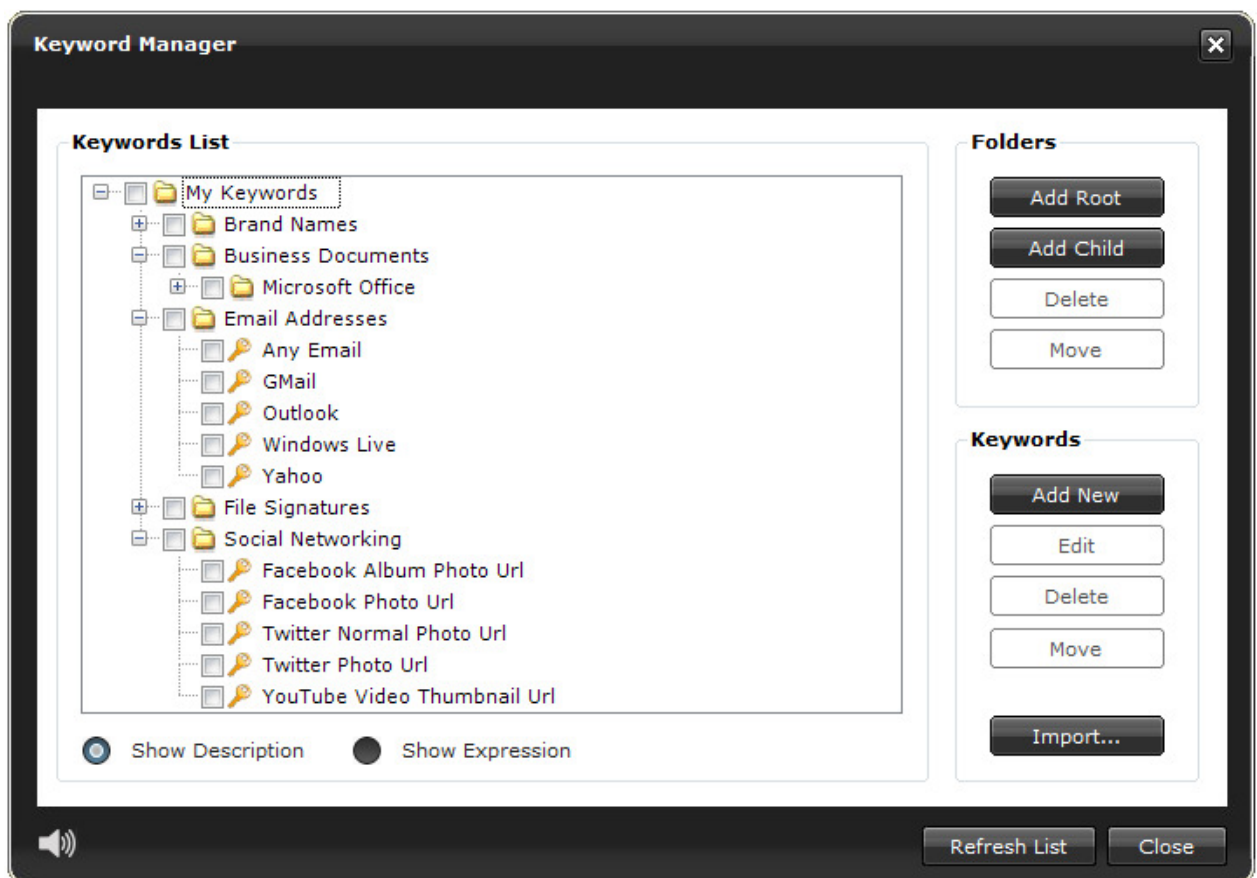 Keyword Manager
Keywords List
My Keywords
Brand Names
Business Documents
Microsoft Office
Email Addresses
Any Email
GMail
Outlook
Windows Live
Yahoo
File Signatures
Social Networking
Facebook Album Photo Url
Facebook Photo Url
Twitter Normal Photo Url
Twitter Photo Url
YouTube Video Thumbnail Url
Show Description
Show Expression
Folders
Add Root
Add Child
Delete
Move
Keywords
Add New
Edit
Delete
Move
Import...
Refresh List
Close